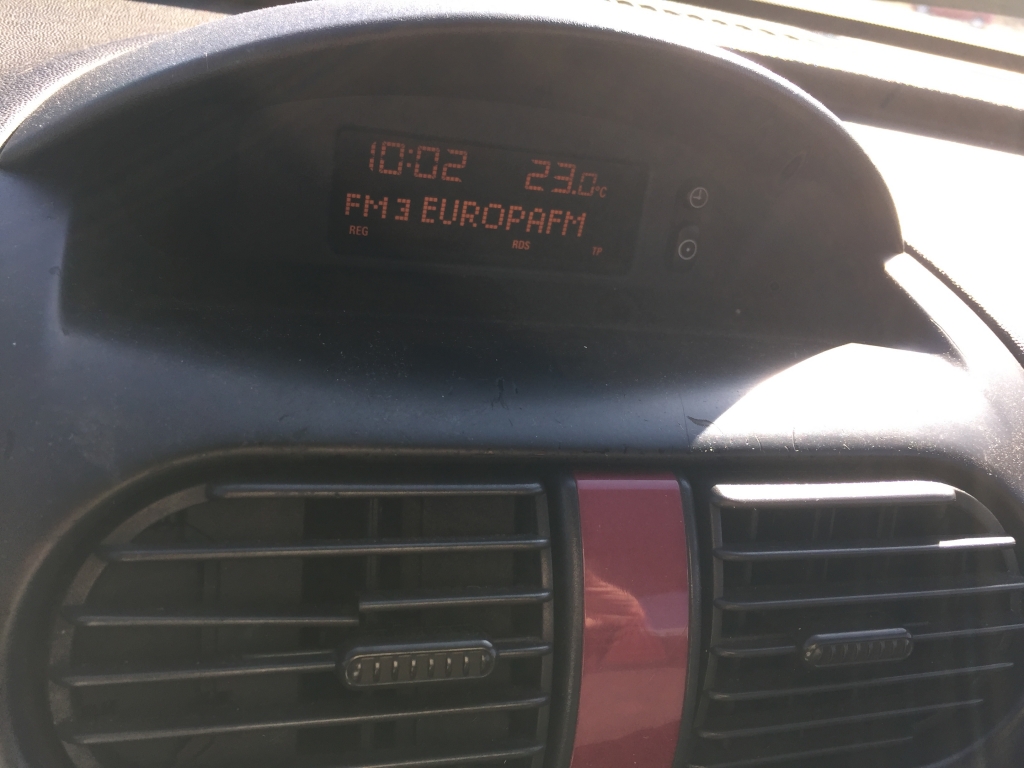 10:02 23.0°C
FM3 EUROPAFM
REG RDS TP